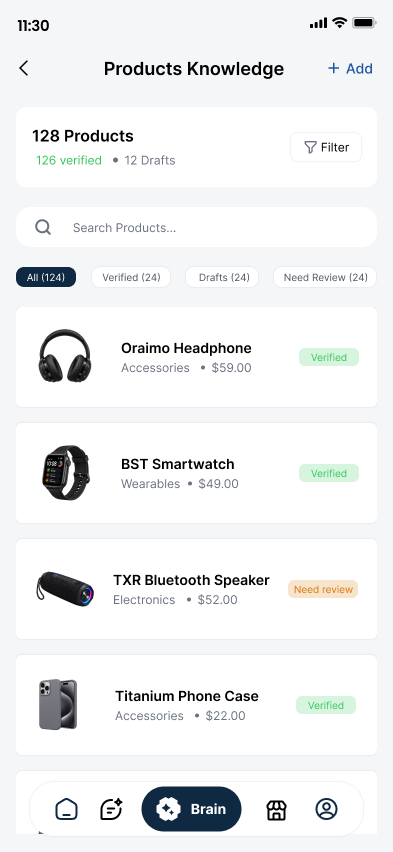 11:30
Products Knowledge
+ Add
128 Products
126 verified • 12 Drafts
Filter
Search Products...
All (124) Verified (24) Drafts (24) Need Review (24)
Oraimo Headphone
Accessories • $59.00
Verified
BST Smartwatch
Wearables • $49.00
Verified
TXR Bluetooth Speaker
Electronics • $52.00
Need review
Titanium Phone Case
Accessories • $22.00
Verified
Brain